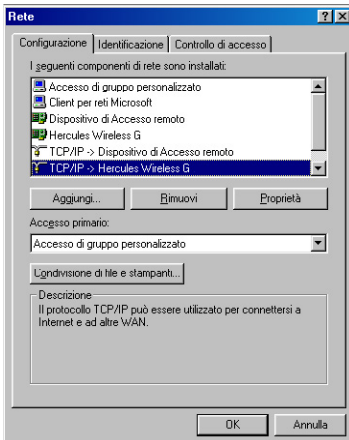 Rete
Configurazione Identificazione Controllo di accesso
I seguenti componenti di rete sono installati:
Accesso di gruppo personalizzato
Client per reti Microsoft
Dispositivo di Accesso remoto
Hercules Wireless G
TCP/IP -> Dispositivo di Accesso remoto
TCP/IP -> Hercules Wireless G
Aggiungi... Rimuovi Proprietà
Accesso primario:
Accesso di gruppo personalizzato
Condivisione di file e stampanti...
Descrizione
Il protocollo TCP/IP può essere utilizzato per connettersi a
Internet e ad altre WAN.
OK Annulla